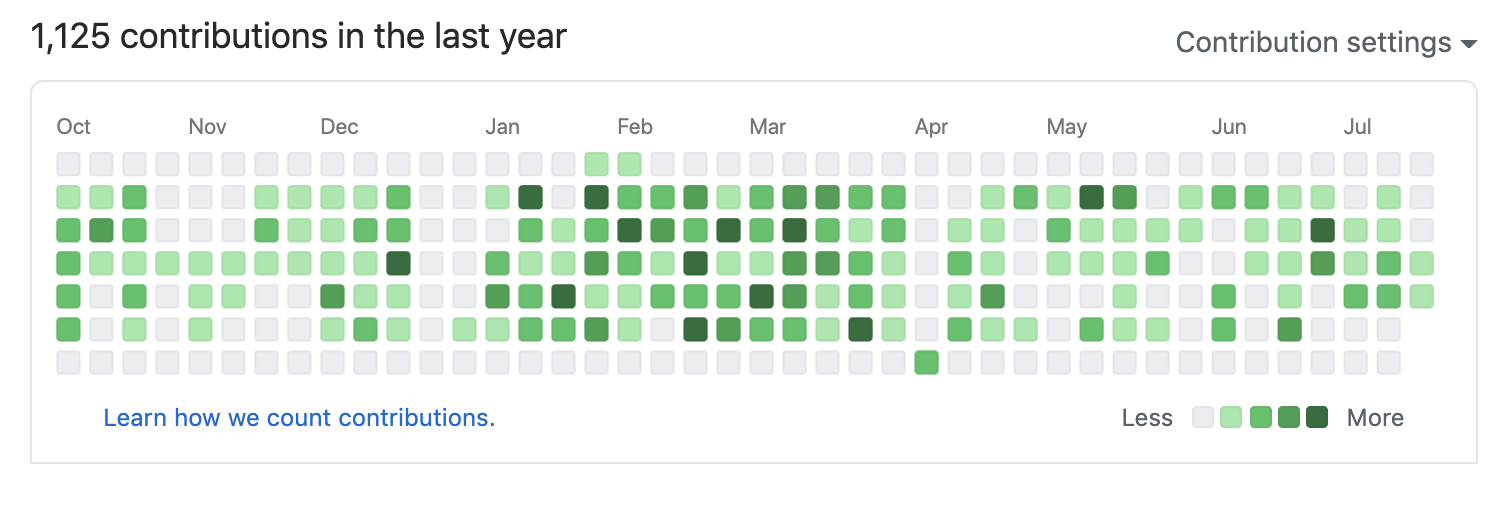 1,125 contributions in the last year
Contribution settings
Oct Nov Dec Jan Feb Mar Apr May Jun Jul
Learn how we count contributions.
Less More